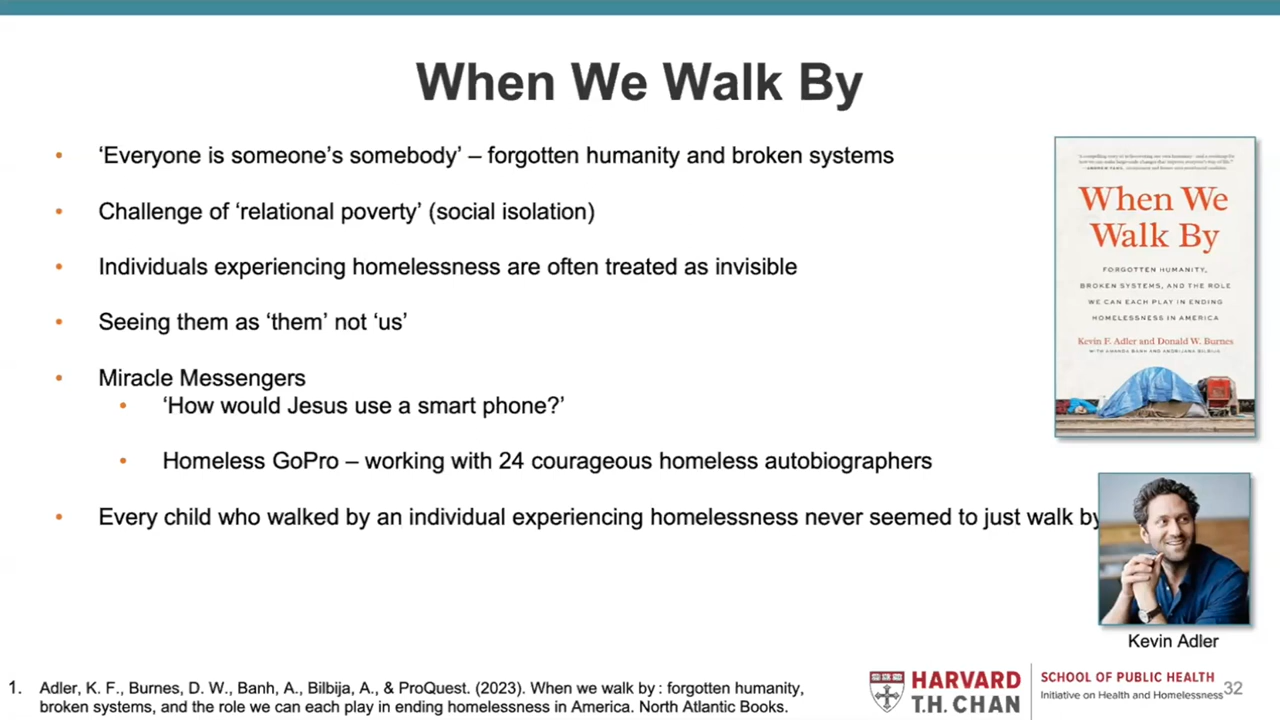 When We Walk By
• ‘Everyone is someone’s somebody’ – forgotten humanity and broken systems
• Challenge of ‘relational poverty’ (social isolation)
• Individuals experiencing homelessness are often treated as invisible
• Seeing them as ‘them’ not ‘us’
• Miracle Messengers
• ‘How would Jesus use a smart phone?’
• Homeless GoPro – working with 24 courageous homeless autobiographers
• Every child who walked by an individual experiencing homelessness never seemed to just walk by
When We
Walk By
FORGOTTEN HUMANITY,
BROKEN SYSTEMS, AND THE ROLE
WE CAN EACH PLAY IN ENDING
HOMELESSNESS IN AMERICA
Kevin F. Adler and Donald W. Burnes
WITH AMANDA BANH AND ANDRIJANA BILBIJA
Kevin Adler
1. Adler, K. F., Burnes, D. W., Banh, A., Bilbija, A., & ProQuest. (2023). When we walk by : forgotten humanity,
broken systems, and the role we can each play in ending homelessness in America. North Atlantic Books.
HARVARD
T.H. CHAN
SCHOOL OF PUBLIC HEALTH
Initiative on Health and Homelessness
32